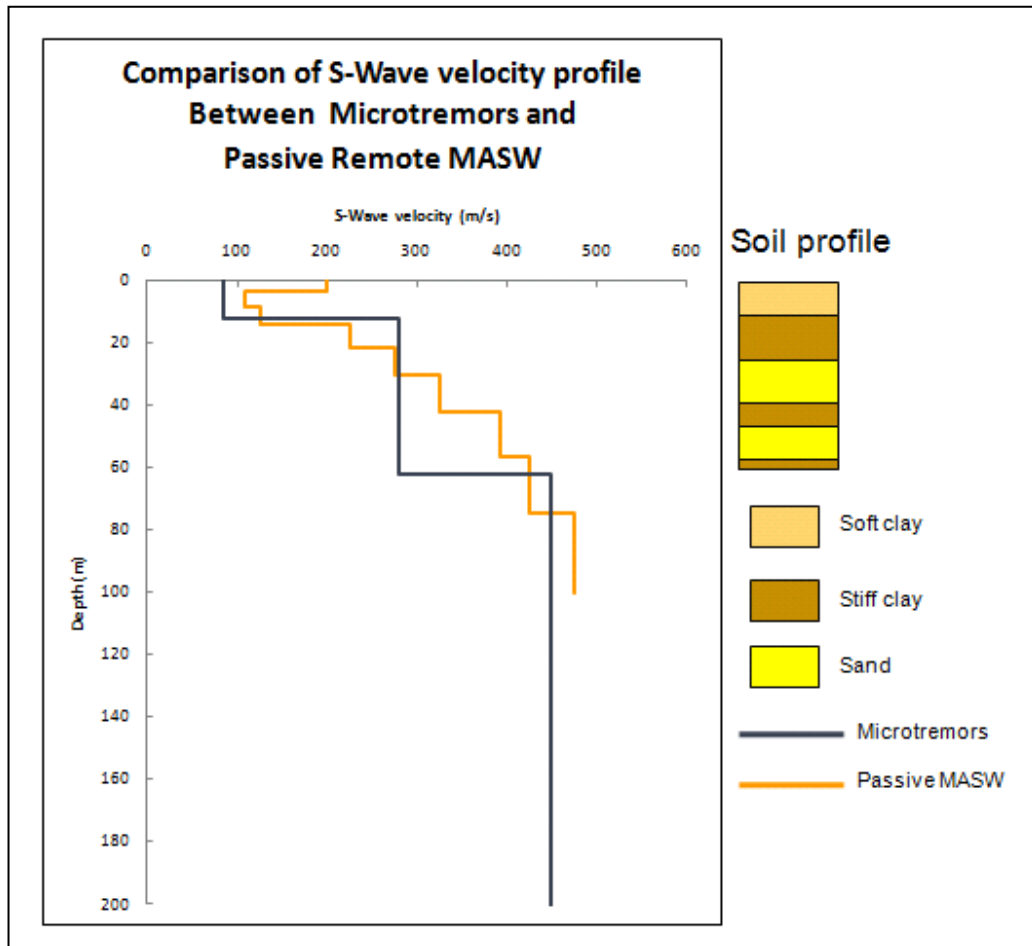 Comparison of S-Wave velocity profile
Between Microtremors and
Passive Remote MASW
S-Wave velocity (m/s)
0 100 200 300 400 500 600
0
20
40
60
80
100
120
140
160
180
200
Depth (m)
Soil profile
Soft clay
Stiff clay
Sand
Microtremors
Passive MASW